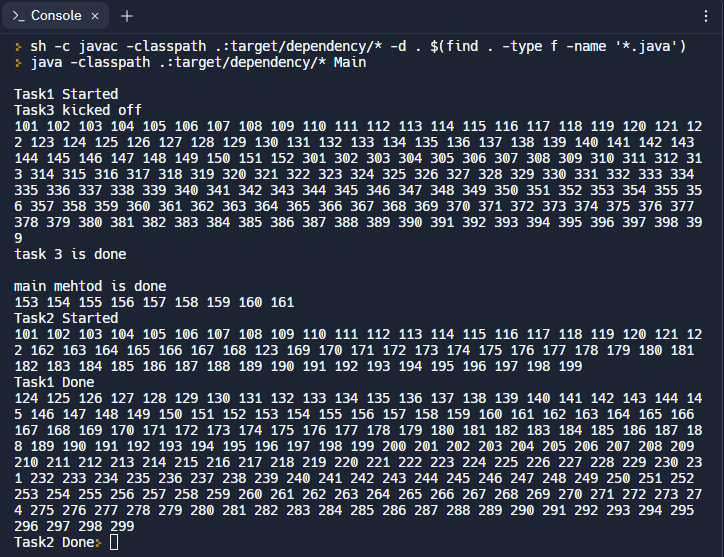 Console
sh -c javac -classpath .:target/dependency/* -d . $(find . -type f -name '*.java')
java -classpath .:target/dependency/* Main
Task1 Started
Task3 kicked off
101 102 103 104 105 106 107 108 109 110 111 112 113 114 115 116 117 118 119 120 121 12
2 123 124 125 126 127 128 129 130 131 132 133 134 135 136 137 138 139 140 141 142 143
144 145 146 147 148 149 150 151 152 301 302 303 304 305 306 307 308 309 310 311 312 31
3 314 315 316 317 318 319 320 321 322 323 324 325 326 327 328 329 330 331 332 333 334
335 336 337 338 339 340 341 342 343 344 345 346 347 348 349 350 351 352 353 354 355 35
6 357 358 359 360 361 362 363 364 365 366 367 368 369 370 371 372 373 374 375 376 377
378 379 380 381 382 383 384 385 386 387 388 389 390 391 392 393 394 395 396 397 398 39
9
task 3 is done
main mehtod is done
153 154 155 156 157 158 159 160 161
Task2 Started
101 102 103 104 105 106 107 108 109 110 111 112 113 114 115 116 117 118 119 120 121 12
2 162 163 164 165 166 167 168 123 169 170 171 172 173 174 175 176 177 178 179 180 181
182 183 184 185 186 187 188 189 190 191 192 193 194 195 196 197 198 199
Task1 Done
124 125 126 127 128 129 130 131 132 133 134 135 136 137 138 139 140 141 142 143 144 14
5 146 147 148 149 150 151 152 153 154 155 156 157 158 159 160 161 162 163 164 165 166
167 168 169 170 171 172 173 174 175 176 177 178 179 180 181 182 183 184 185 186 187 18
8 189 190 191 192 193 194 195 196 197 198 199 200 201 202 203 204 205 206 207 208 209
210 211 212 213 214 215 216 217 218 219 220 221 222 223 224 225 226 227 228 229 230 23
1 232 233 234 235 236 237 238 239 240 241 242 243 244 245 246 247 248 249 250 251 252
253 254 255 256 257 258 259 260 261 262 263 264 265 266 267 268 269 270 271 272 273 27
4 275 276 277 278 279 280 281 282 283 284 285 286 287 288 289 290 291 292 293 294 295
296 297 298 299
Task2 Done